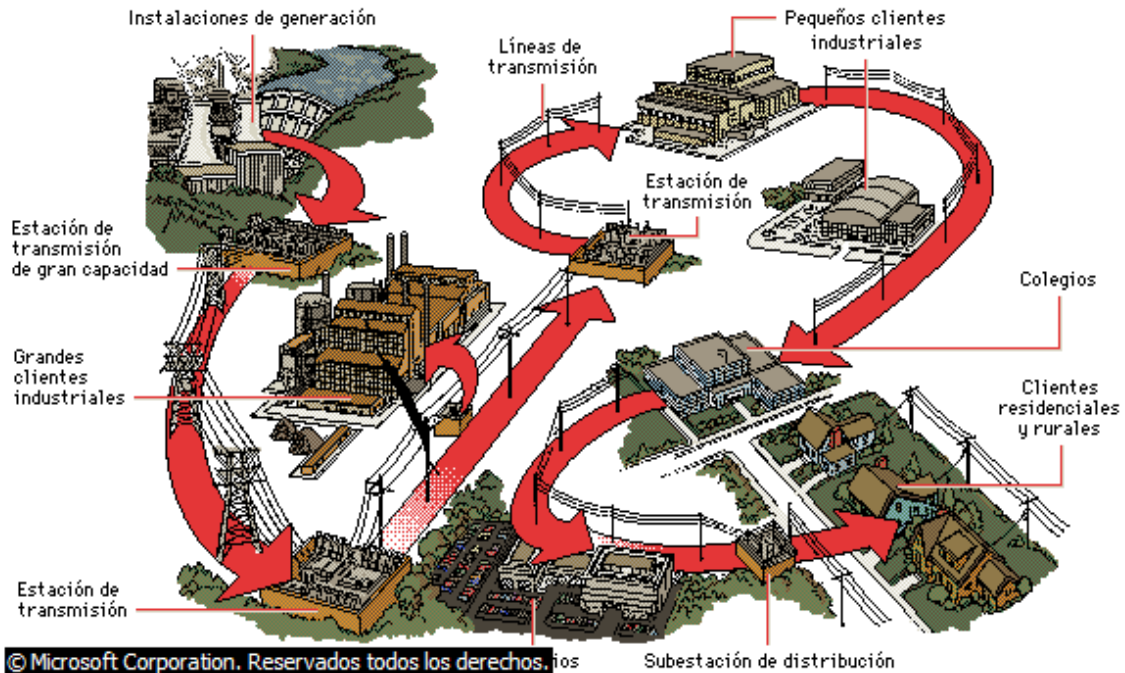 Instalaciones de generación
Líneas de
transmisión
Pequeños clientes
industriales
Estación de
transmisión
Estación de
transmisión
de gran capacidad
Colegios
Grandes
clientes
industriales
Clientes
residenciales
y rurales
Estación de
transmisión
Subestación de distribución
© Microsoft Corporation. Reservados todos los derechos.